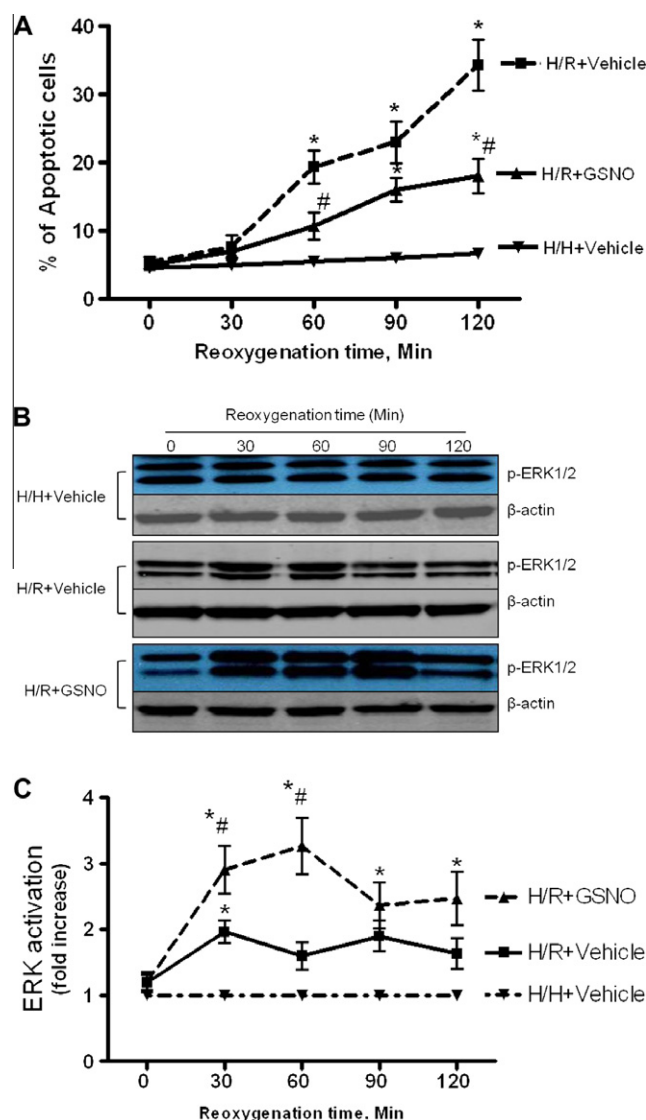 A
% of Apoptotic cells
40
30
20
10
0
* * * * *# #
H/R+Vehicle
H/R+GSNO
H/H+Vehicle
0 30 60 90 120
Reoxygenation time, Min
B
Reoxygenation time (Min)
0 30 60 90 120
H/H+Vehicle
p-ERK1/2
β-actin
H/R+Vehicle
p-ERK1/2
β-actin
H/R+GSNO
p-ERK1/2
β-actin
C
ERK activation
(fold increase)
4
3
2
1
0
*# *# * * *
H/R+GSNO
H/R+Vehicle
H/H+Vehicle
0 30 60 90 120
Reoxygenation time, Min